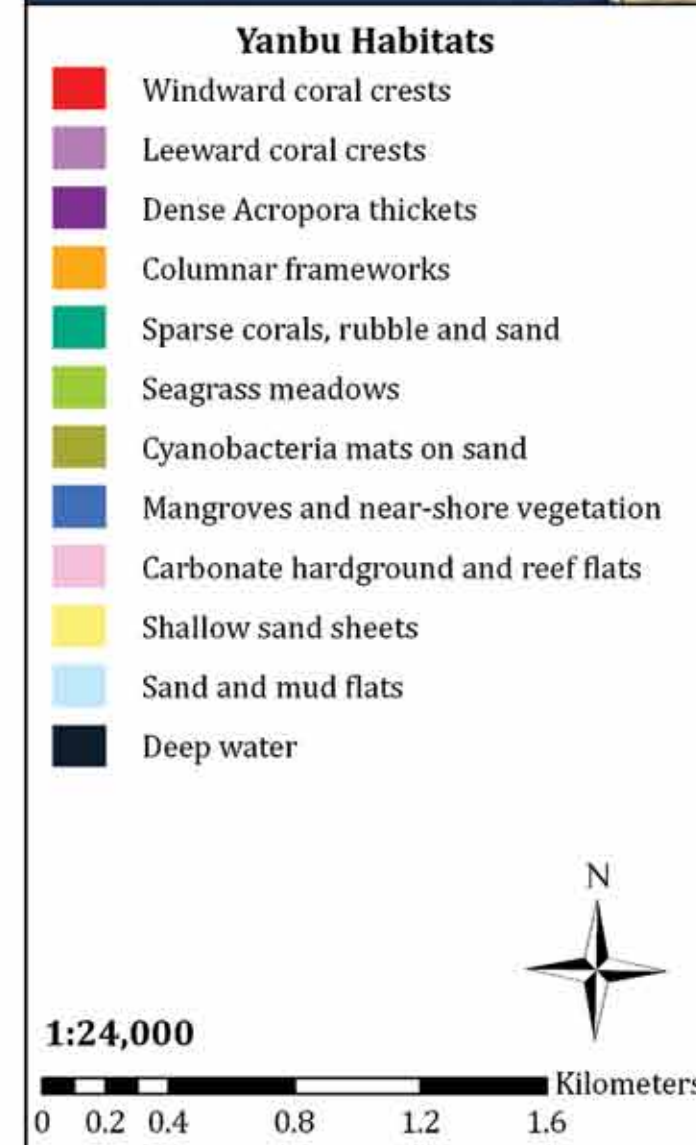 Yanbu Habitats
Windward coral crests
Leeward coral crests
Dense Acropora thickets
Columnar frameworks
Sparse corals, rubble and sand
Seagrass meadows
Cyanobacteria mats on sand
Mangroves and near-shore vegetation
Carbonate hardground and reef flats
Shallow sand sheets
Sand and mud flats
Deep water
N
1:24,000
Kilometers
0 0.2 0.4 0.8 1.2 1.6